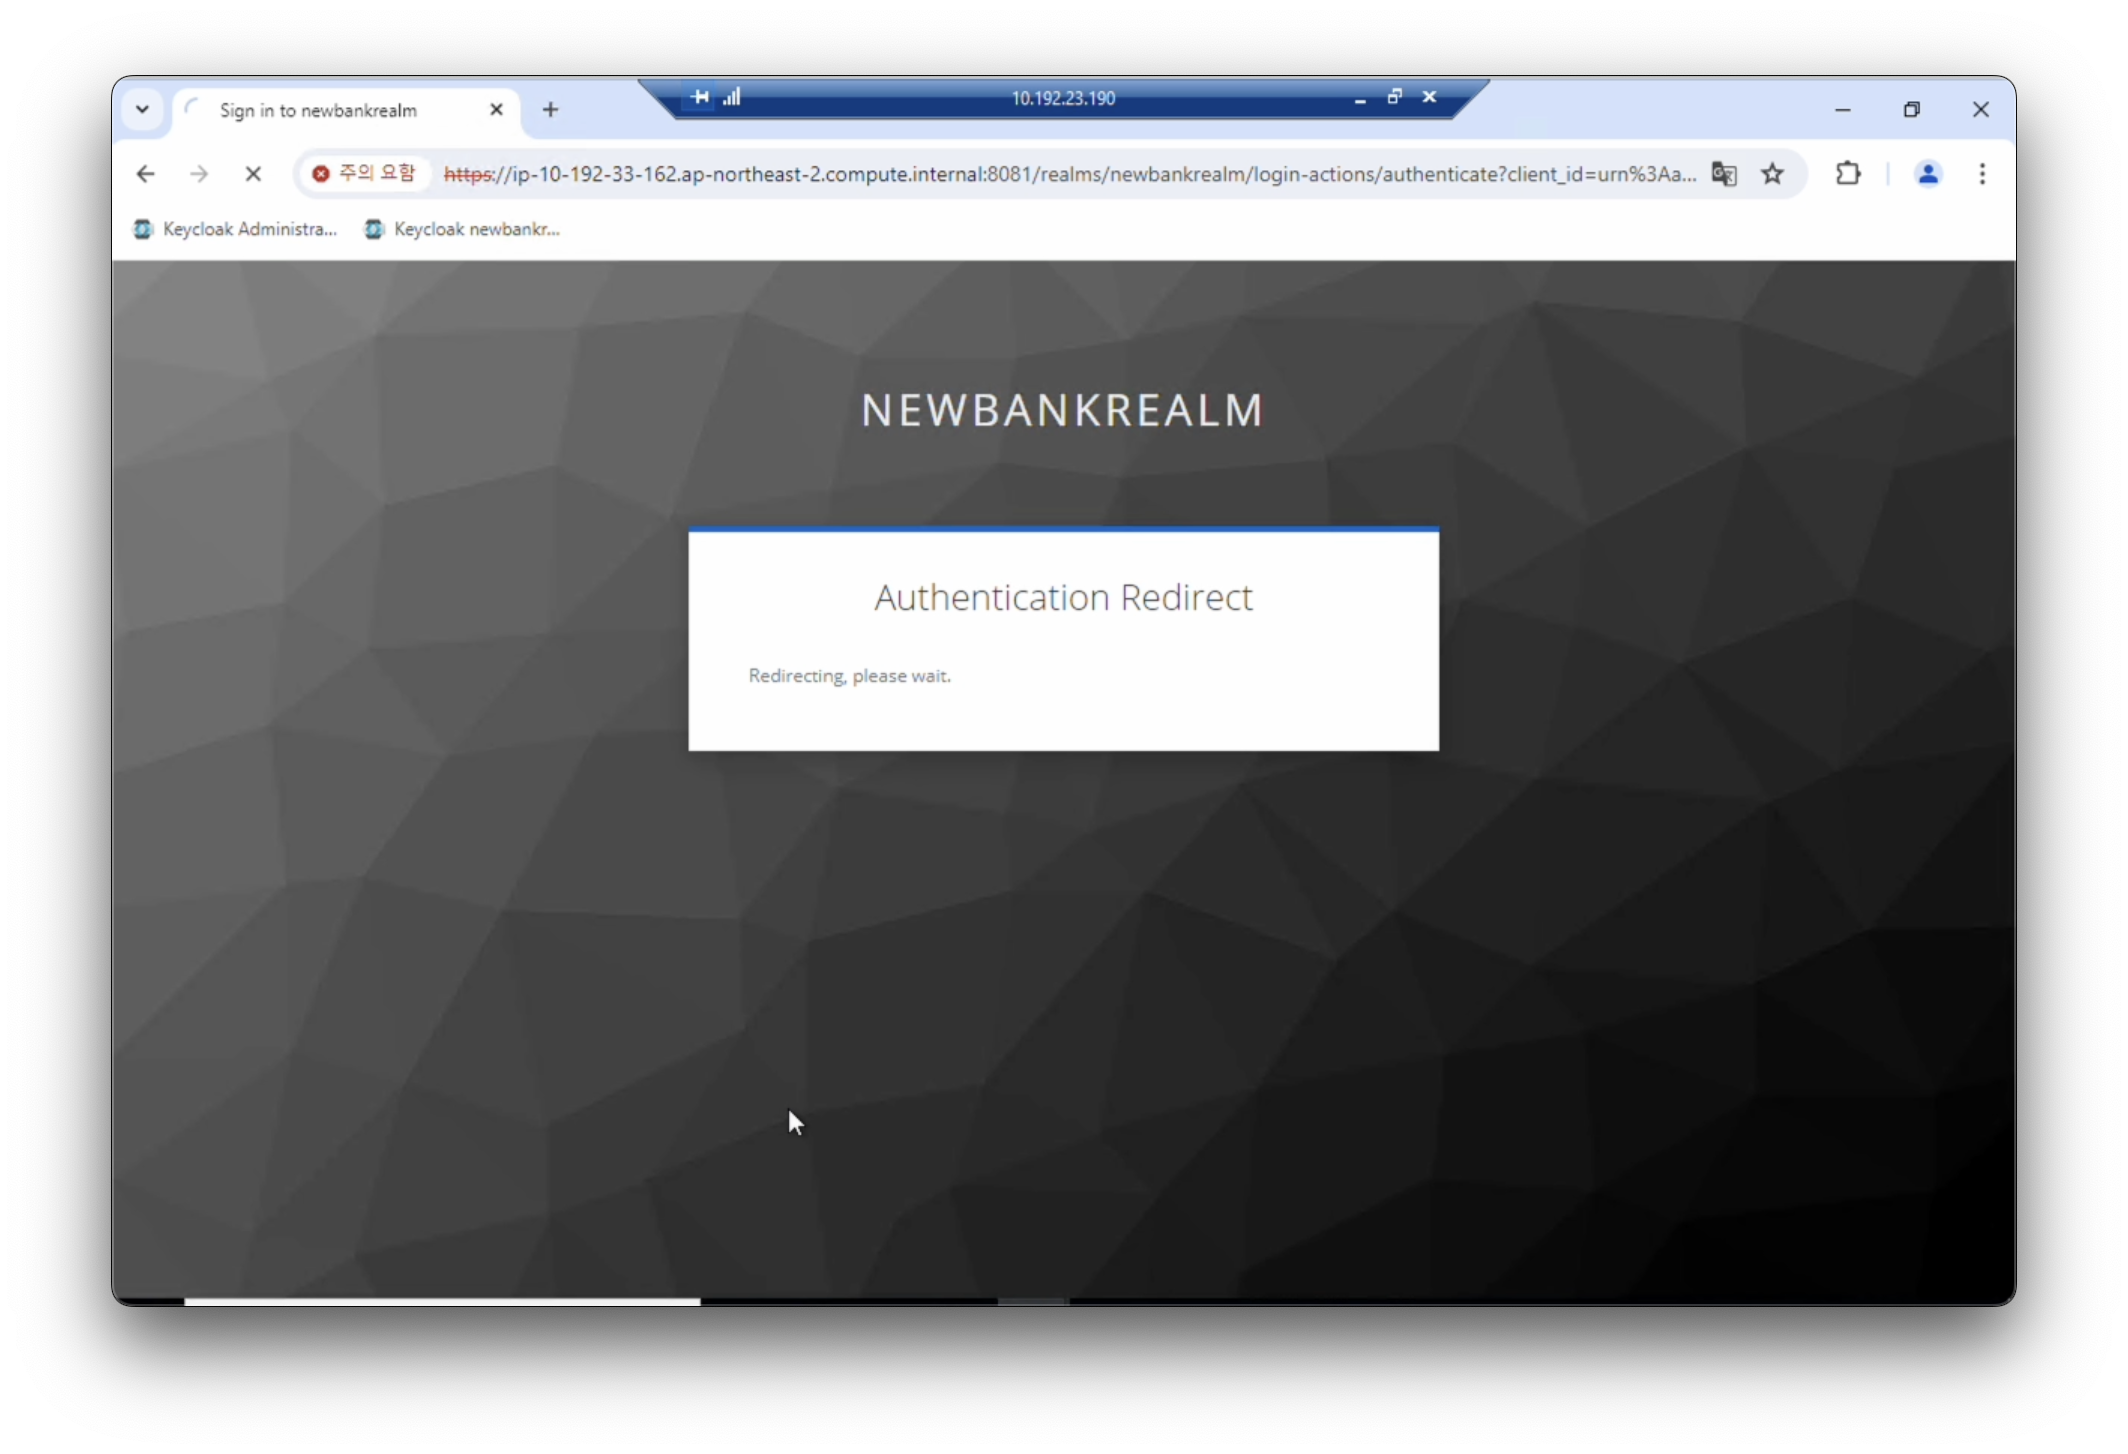 10.192.23.190
Sign in to newbankrealm
주의 요함 https://ip-10-192-33-162.ap-northeast-2.compute.internal:8081/realms/newbankrealm/login-actions/authenticate?client_id=urn%3Aa...
Keycloak Administra... Keycloak newbankr...
NEWBANKREALM
Authentication Redirect
Redirecting, please wait.